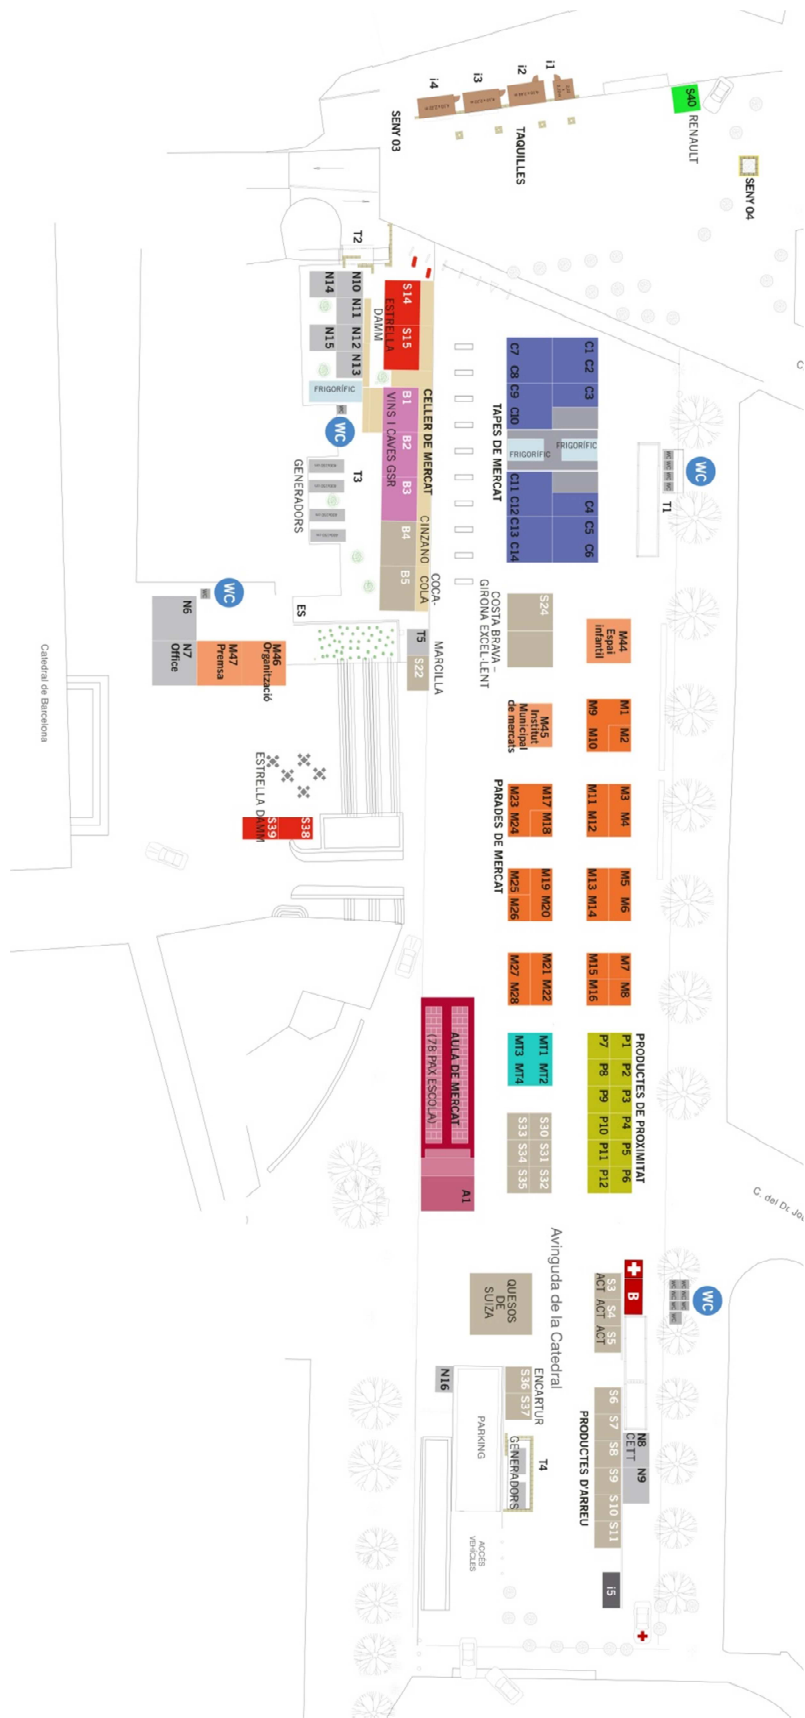 i1
i2
i3
i4
SENY 03
TAQUILLES
S40
RENAULT
SENY 04
T2
N14
N10
N11
N15
N12
N13
FRIGORÍFIC
WC
S14
S15
ESTRELLA
DAMM
CELLER DE MERCAT
B1
B2
B3
VINS I CAVES GSR
B4
CINZANO
B5
COCA-
COLA
T3
GENERADORS
C1 C2
C3
C7 C8
C9 C10
TAPES DE MERCAT
FRIGORÍFIC
FRIGORÍFIC
C4
C5
C6
C11 C12
C13 C14
WC
T1
WC
N6
N7
Office
M47
Premsa
M46
Organització
ES
T5
S22
MARCILLA
S24
COSTA BRAVA -
GIRONA EXCEL·LENT
M44
Espai
infantil
M45
Institut
Municipal
de mercats
M1
M2
M9 M10
M3 M4
M11 M12
M17
M18
M23 M24
PARADES DE MERCAT
M5 M6
M13 M14
M19 M20
M25 M26
M7 M8
M15 M16
M21 M22
M27 M28
Catedral de Barcelona
ESTRELLA DAMM
S38
S39
AULA DE MERCAT
(78 PAX ESCOLA)
A1
MT1 MT2
MT3 MT4
S30 S31 S32
S33 S34 S35
PRODUCTES DE PROXIMITAT
P1 P2 P3 P4 P5 P6
P7 P8 P9 P10 P11 P12
Avinguda de la Catedral
B
WC
S3 S4 S5
ACT ACT ACT
QUESOS
DE
SUIZA
N16
ENCARTUR
S36 S37
PARKING
T4
GENERADORS
ACCÉS
VEHICLES
S6 S7 S8 S9 S10 S11
PRODUCTES D'ARREU
N8
CETT
N9
i5